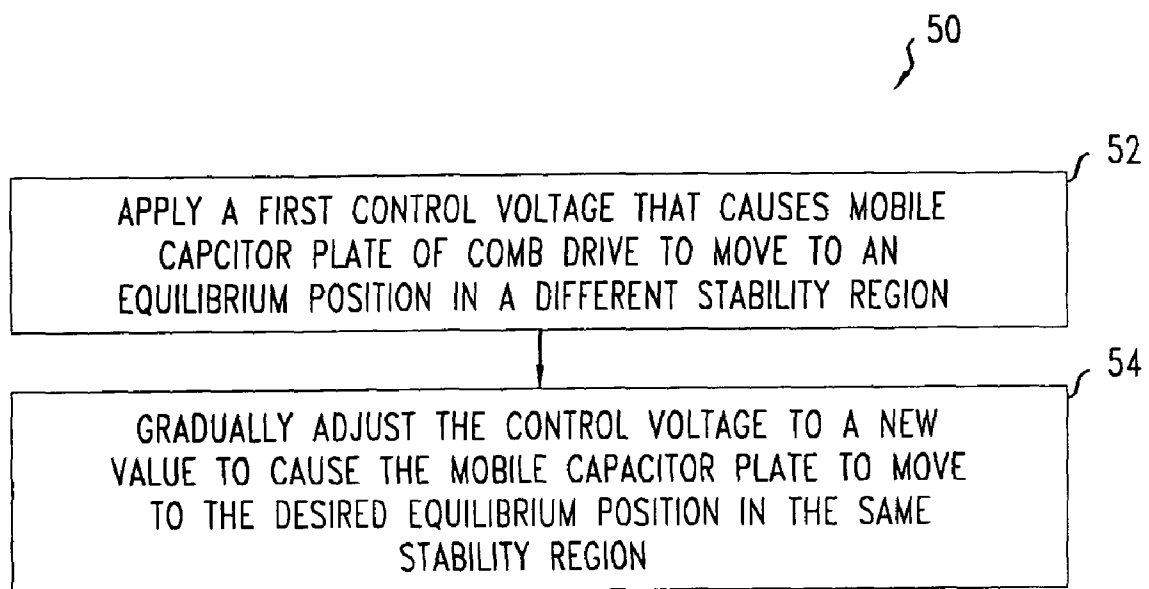 50
52
APPLY A FIRST CONTROL VOLTAGE THAT CAUSES MOBILE
CAPCITOR PLATE OF COMB DRIVE TO MOVE TO AN
EQUILIBRIUM POSITION IN A DIFFERENT STABILITY REGION
54
GRADUALLY ADJUST THE CONTROL VOLTAGE TO A NEW
VALUE TO CAUSE THE MOBILE CAPACITOR PLATE TO MOVE
TO THE DESIRED EQUILIBRIUM POSITION IN THE SAME
STABILITY REGION